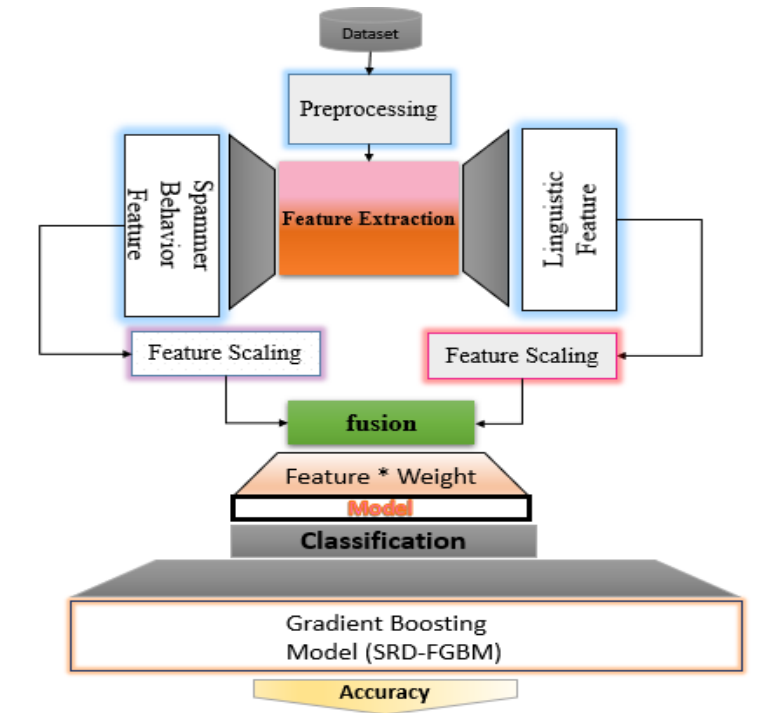 Dataset
Preprocessing
Spammer
Behavior
Feature
Feature Extraction
Linguistic
Feature
Feature Scaling
Feature Scaling
fusion
Feature * Weight
Model
Classification
Gradient Boosting
Model (SRD-FGBM)
Accuracy